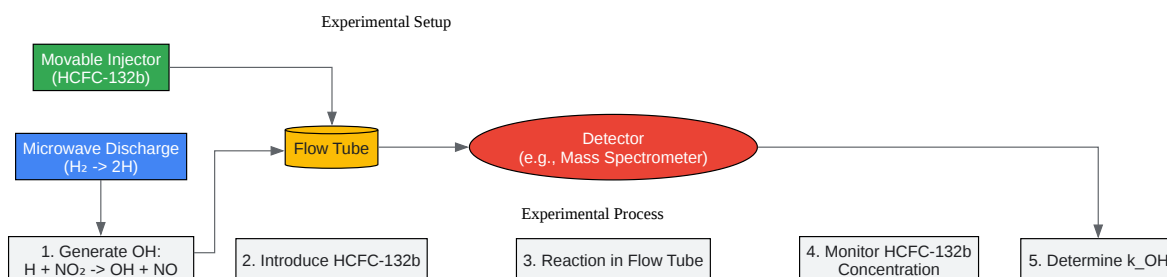 Experimental Setup
Movable Injector
(HCFC-132b)
Microwave Discharge
(H₂ -> 2H)
Flow Tube
Detector
(e.g., Mass Spectrometer)
Experimental Process
1. Generate OH:
H + NO₂ -> OH + NO
2. Introduce HCFC-132b
3. Reaction in Flow Tube
4. Monitor HCFC-132b
Concentration
5. Determine k_OH